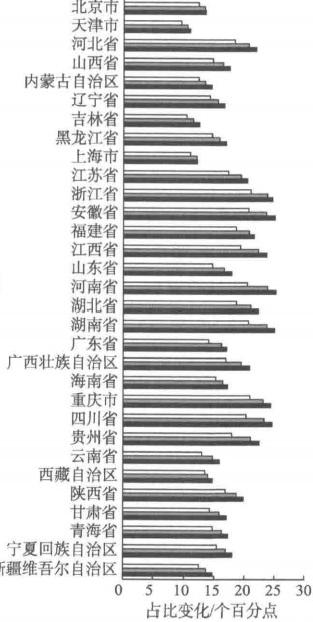 北京市
天津市
河北省
山西省
内蒙古自治区
辽宁省
吉林省
黑龙江省
上海市
江苏省
浙江省
安徽省
福建省
江西省
山东省
河南省
湖北省
湖南省
广东省
广西壮族自治区
海南省
重庆市
四川省
贵州省
云南省
西藏自治区
陕西省
甘肃省
青海省
宁夏回族自治区
新疆维吾尔自治区
0 5 10 15 20 25 30
占比变化/个百分点